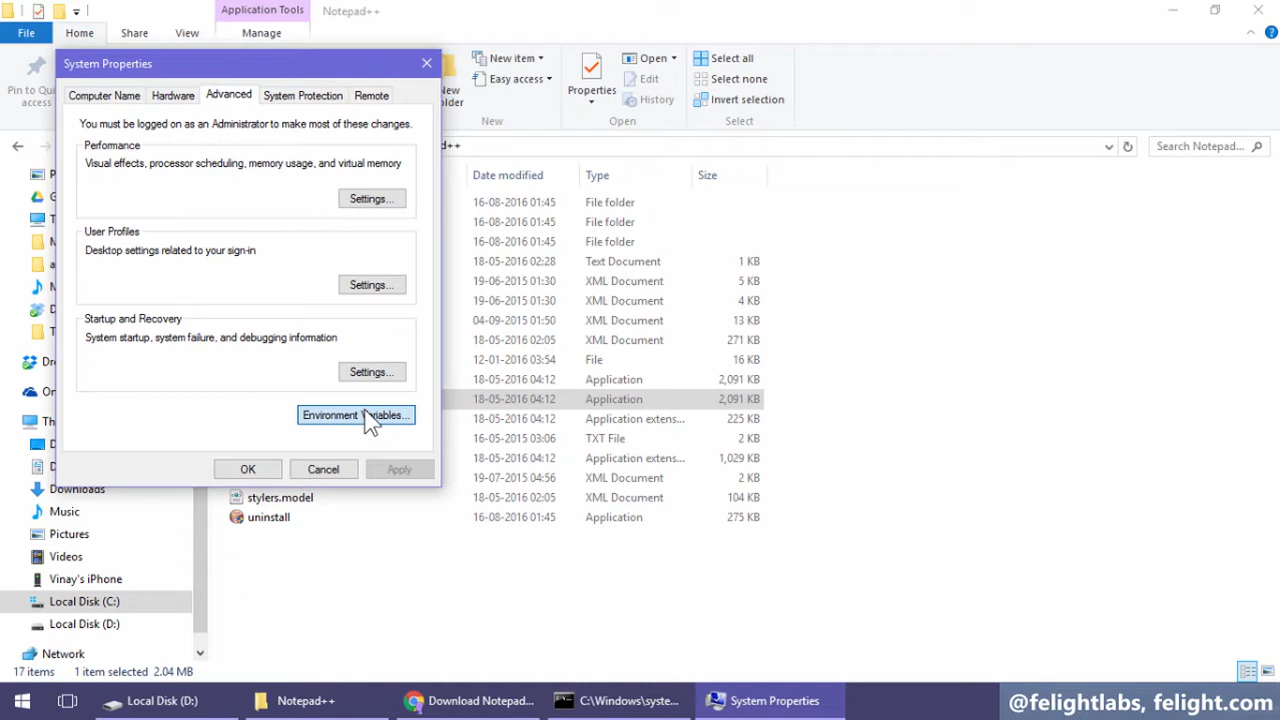 Application Tools
Notepad++
File
Home
Share
View
Manage
System Properties
Computer Name
Hardware
Advanced
System Protection
Remote
You must be logged on as an Administrator to make most of these changes.
Performance
Visual effects, processor scheduling, memory usage, and virtual memory
Settings...
User Profiles
Desktop settings related to your sign-in
Settings...
Startup and Recovery
System startup, system failure, and debugging information
Settings...
Environment Variables...
OK
Cancel
Apply
Pin to Qu
access
New
folder
New item
Easy access
New
Properties
Open
Edit
History
Open
Select all
Select none
Invert selection
Select
d++
Search Notepad...
Date modified
Type
Size
16-08-2016 01:45 File folder
16-08-2016 01:45 File folder
16-08-2016 01:45 File folder
18-05-2016 02:28 Text Document 1 KB
19-06-2015 01:30 XML Document 5 KB
19-06-2015 01:30 XML Document 4 KB
04-09-2015 01:50 XML Document 13 KB
18-05-2016 02:05 XML Document 271 KB
12-01-2016 03:54 File 16 KB
18-05-2016 04:12 Application 2,091 KB
18-05-2016 04:12 Application 2,091 KB
18-05-2016 04:12 Application extens... 225 KB
16-05-2015 03:06 TXT File 2 KB
18-05-2016 04:12 Application extens... 1,029 KB
19-07-2015 04:56 XML Document 2 KB
stylers.model 18-05-2016 02:05 XML Document 104 KB
uninstall 16-08-2016 01:45 Application 275 KB
Dro
On
Th
Downloads
Music
Pictures
Videos
Vinay's iPhone
Local Disk (C:)
Local Disk (D:)
Network
17 items
1 item selected 2.04 MB
Local Disk (D:)
Notepad++
Download Notepad...
C:\Windows\syste...
System Properties
@felightlabs, felight.com